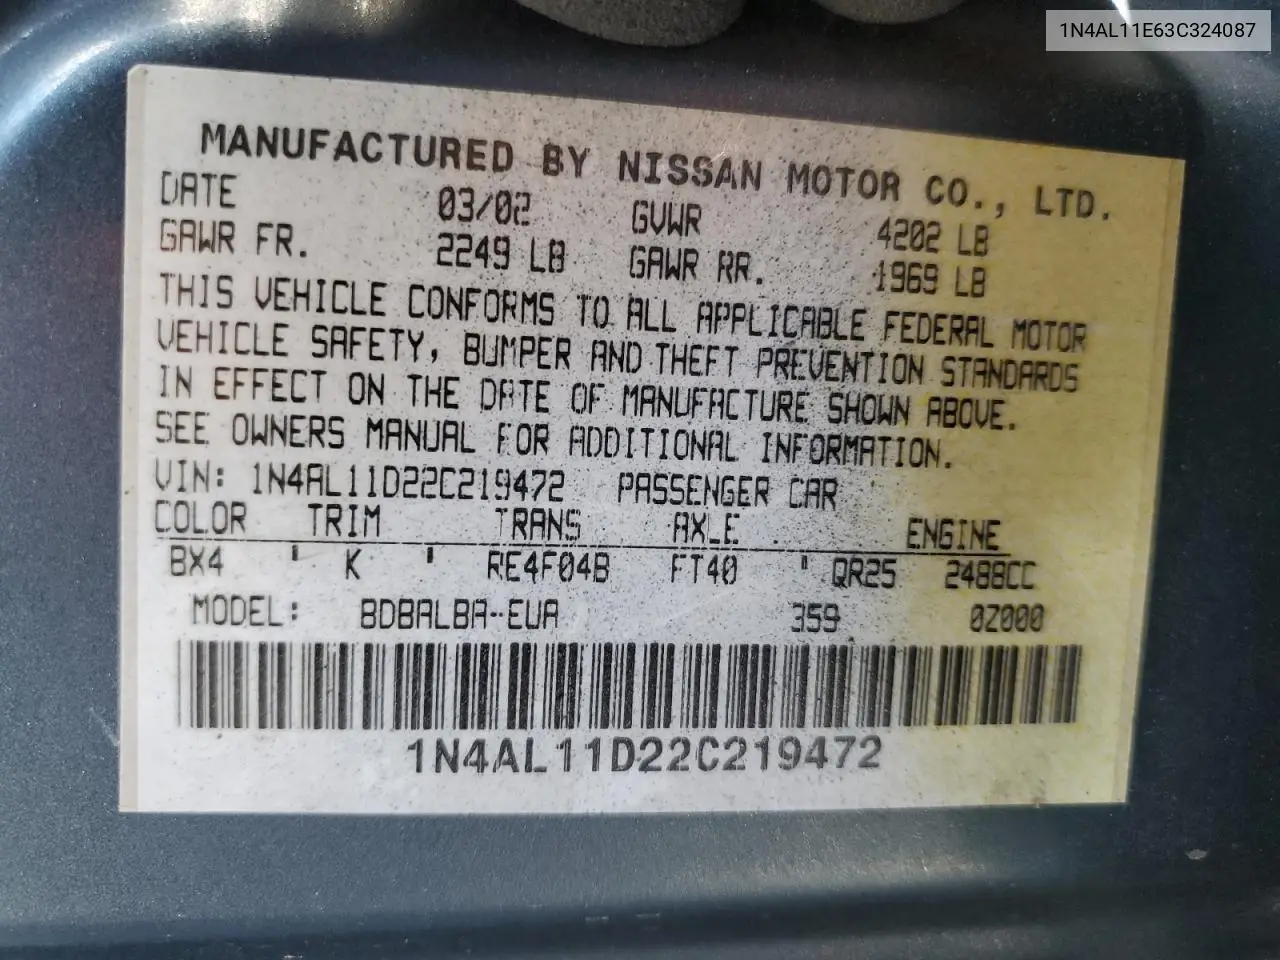 1N4AL11E63C324087
MANUFACTURED BY NISSAN MOTOR CO., LTD.
DATE 03/02 GVWR 4202 LB
GAWR FR. 2249 LB GAWR RR. 1969 LB
THIS VEHICLE CONFORMS TO ALL APPLICABLE FEDERAL MOTOR
VEHICLE SAFETY, BUMPER AND THEFT PREVENTION STANDARDS
IN EFFECT ON THE DATE OF MANUFACTURE SHOWN ABOVE.
SEE OWNERS MANUAL FOR ADDITIONAL INFORMATION.
VIN: 1N4AL11D22C219472 PASSENGER CAR
COLOR TRIM TRANS AXLE ENGINE
BX4 ' K ' RE4F04B FT40 ' QR25 2488CC
MODEL: BDBALBA-EUA 359 0Z000
1N4AL11D22C219472